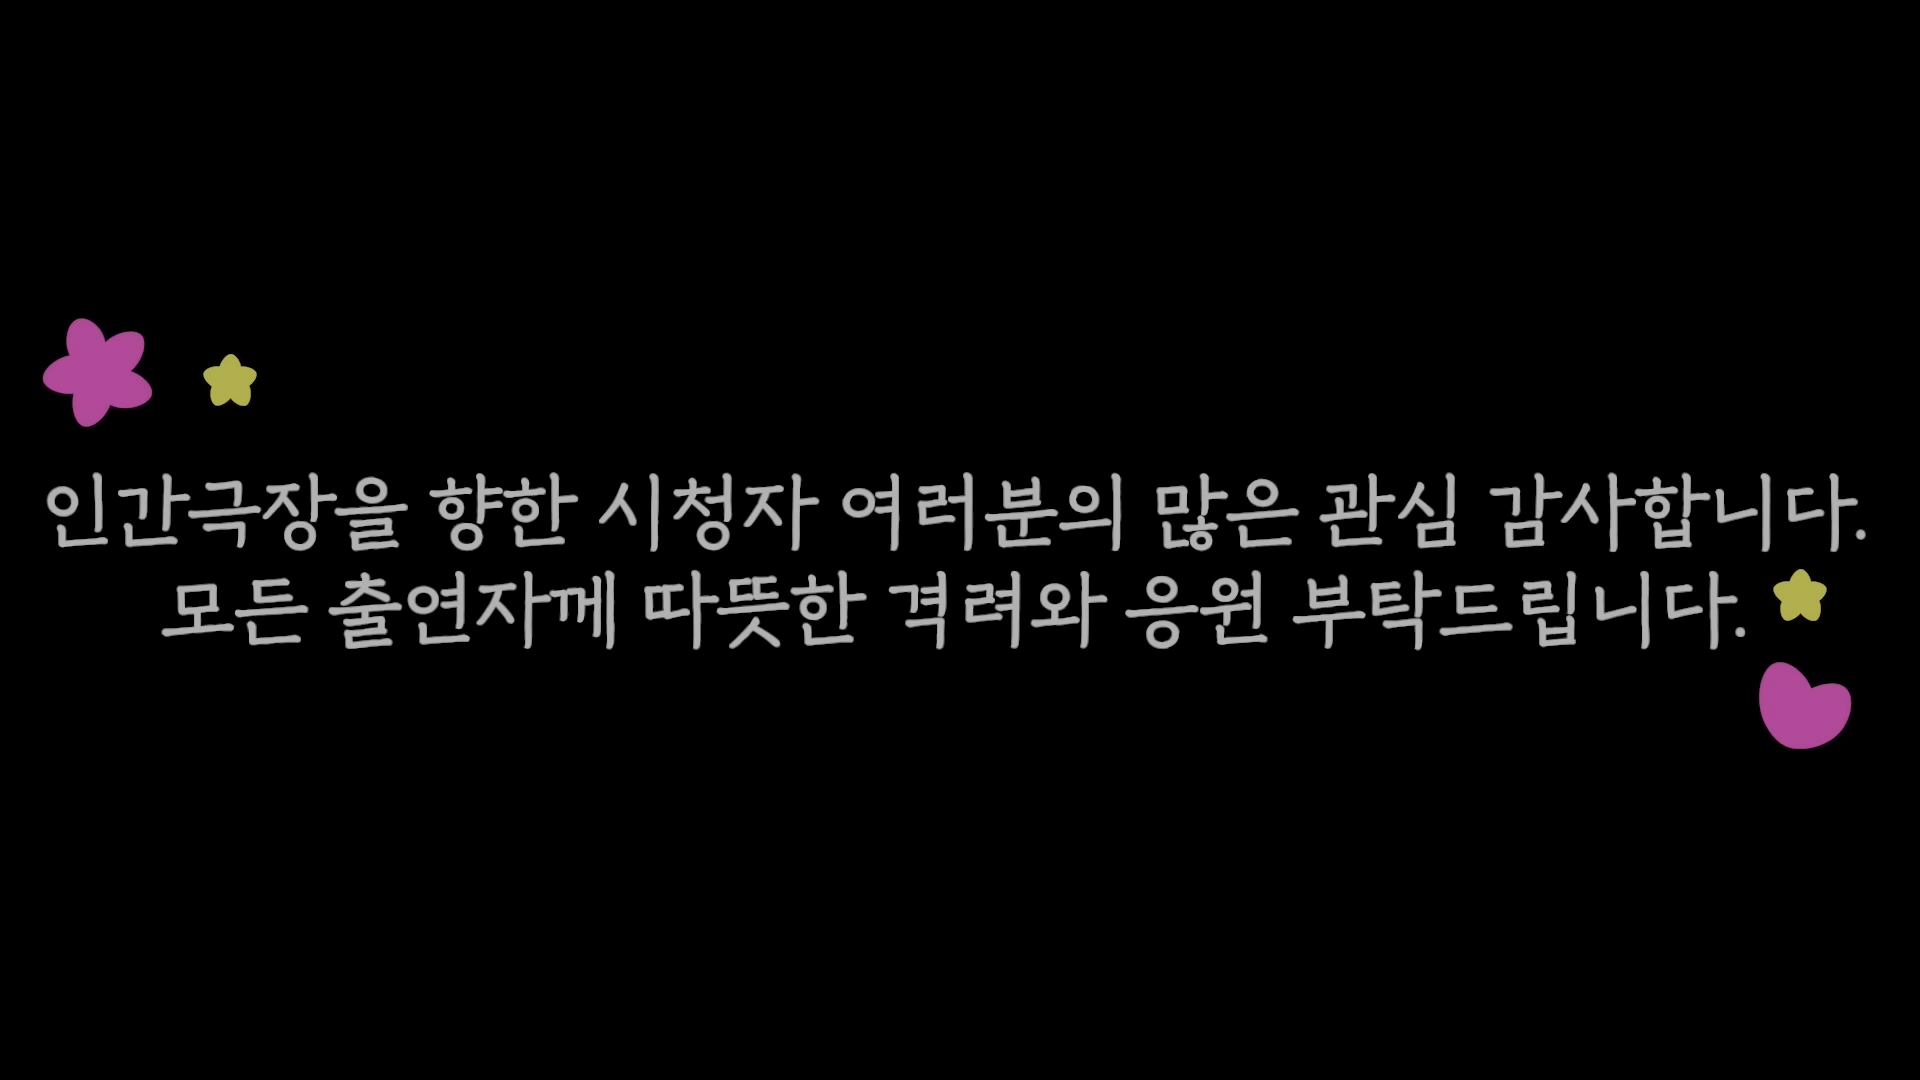 인간극장을 향한 시청자 여러분의 많은 관심 감사합니다.
모든 출연자께 따뜻한 격려와 응원 부탁드립니다.